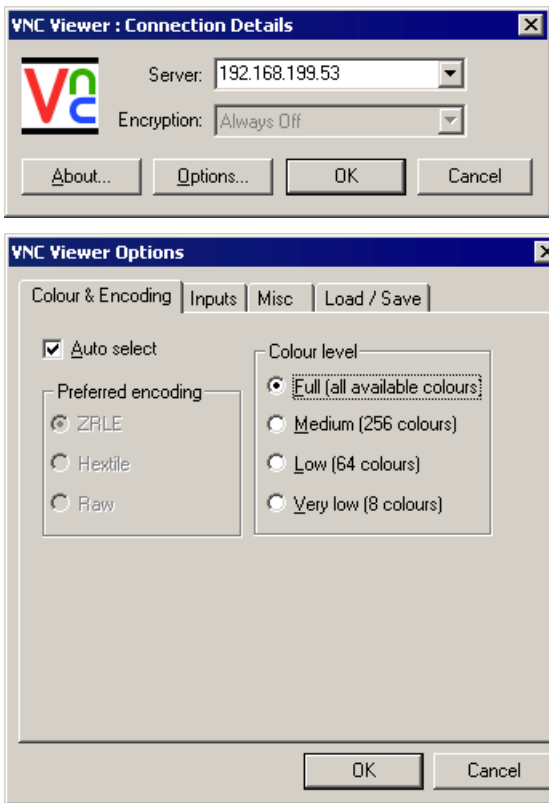 VNC Viewer : Connection Details
VNC
Server: 192.168.199.53
Encryption: Always Off
About... Options... OK Cancel
VNC Viewer Options
Colour & Encoding Inputs Misc Load / Save
Auto select
Colour level
Preferred encoding
Full (all available colours)
ZRLE
Medium (256 colours)
Hextile
Low (64 colours)
Raw
Very low (8 colours)
OK Cancel